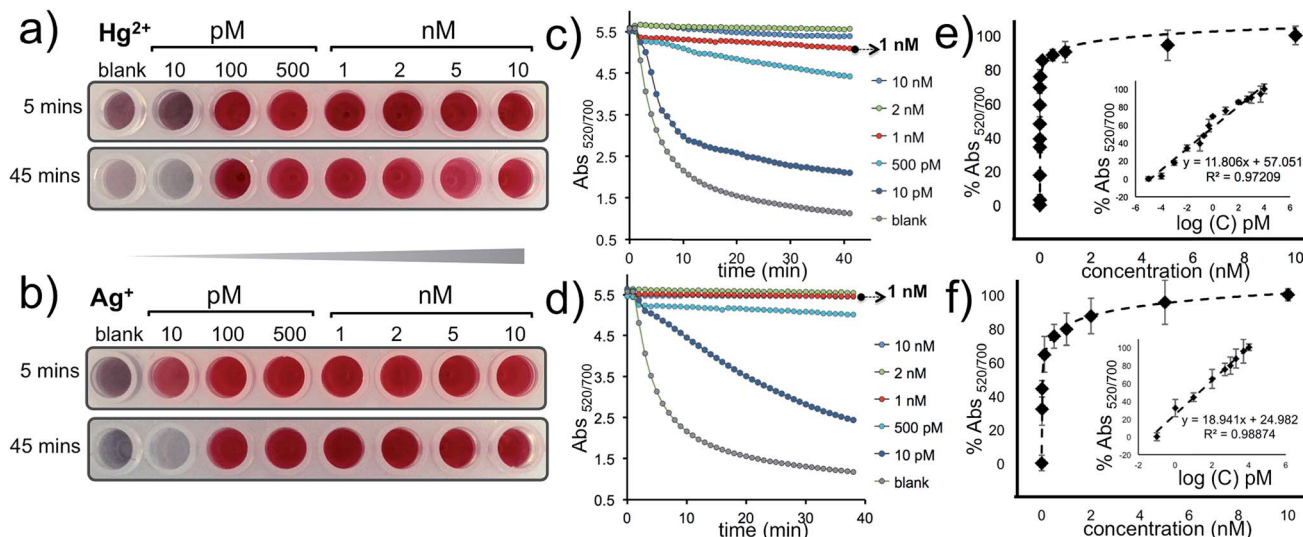 a)
Hg2+
pM
nM
blank 10 100 500 1 2 5 10
5 mins
45 mins
b)
Ag+
pM
nM
blank 10 100 500 1 2 5 10
5 mins
45 mins
c)
Abs 520/700
5.5
4.5
3.5
2.5
1.5
0.5
0 10 20 30 40
time (min)
1 nM
10 nM
2 nM
1 nM
500 pM
10 pM
blank
d)
Abs 520/700
5.5
4.5
3.5
2.5
1.5
0.5
0 10 20 30 40
time (min)
1 nM
10 nM
2 nM
1 nM
500 pM
10 pM
blank
e)
% Abs 520/700
100
80
60
40
20
0
0 2 4 6 8 10
concentration (nM)
% Abs 520/700
100
80
60
40
20
0
-20
-6 -4 -2 0 2 4 6
y = 11.806x + 57.051
R² = 0.97209
log (C) pM
f)
% Abs 520/700
100
80
60
40
20
0
0 2 4 6 8 10
concentration (nM)
% Abs 520/700
100
80
60
40
20
0
-20
-2 0 2 4 6
y = 18.941x + 24.982
R² = 0.98874
log (C) pM